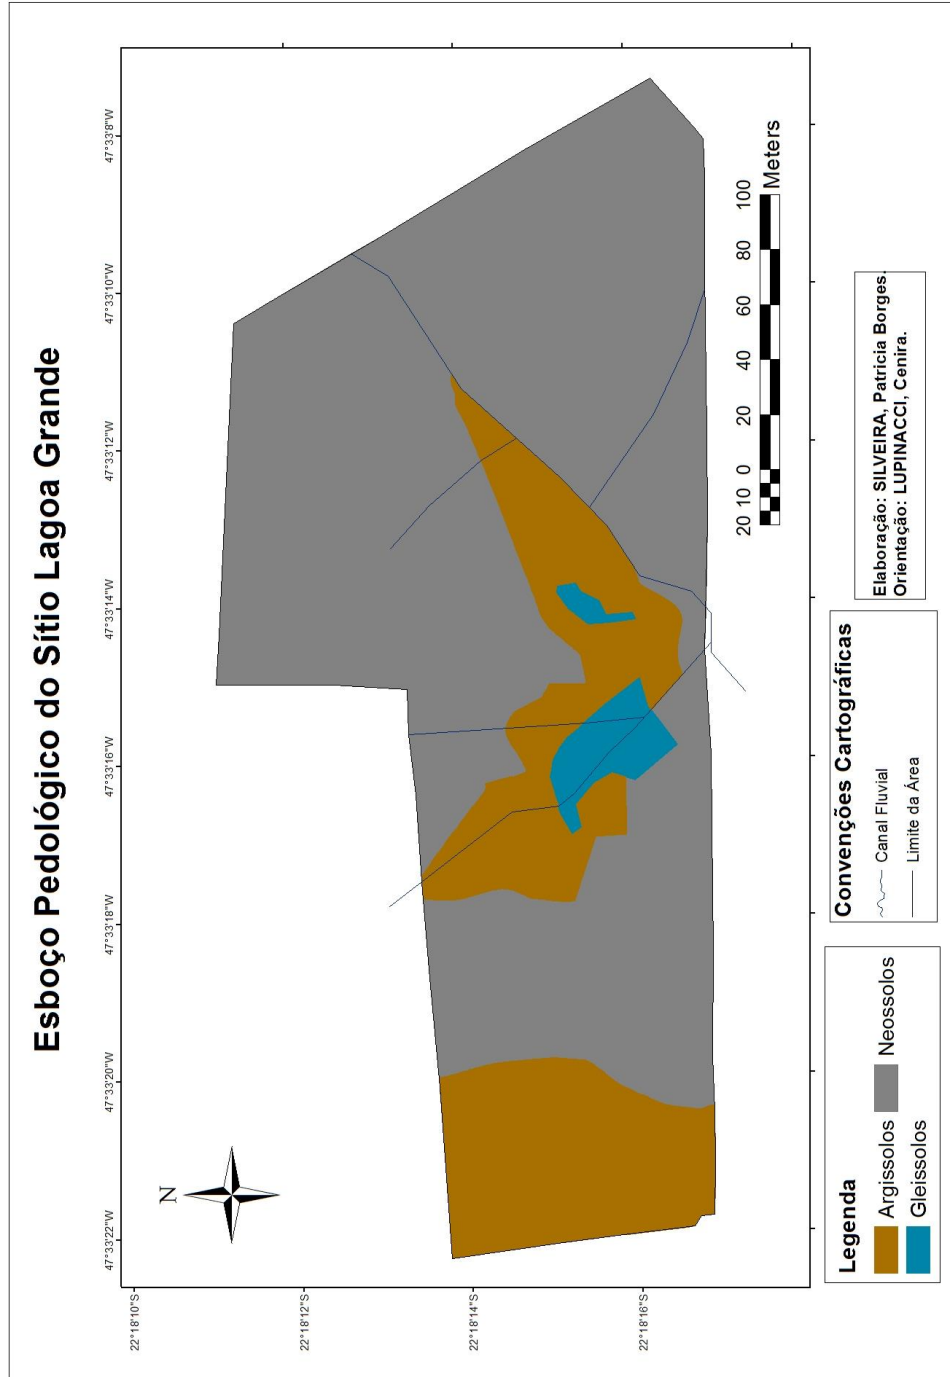 Esboço Pedológico do Sítio Lagoa Grande
N
47°33'22"W
47°33'20"W
47°33'18"W
47°33'16"W
47°33'14"W
47°33'12"W
47°33'10"W
47°33'8"W
22°18'10"S
22°18'12"S
22°18'14"S
22°18'16"S
20 10 0 20 40 60 80 100
Meters
Legenda
Argissolos
Neossolos
Gleissolos
Convenções Cartográficas
Canal Fluvial
Limite da Área
Elaboração: SILVEIRA, Patricia Borges.
Orientação: LUPINACCI, Cenira.